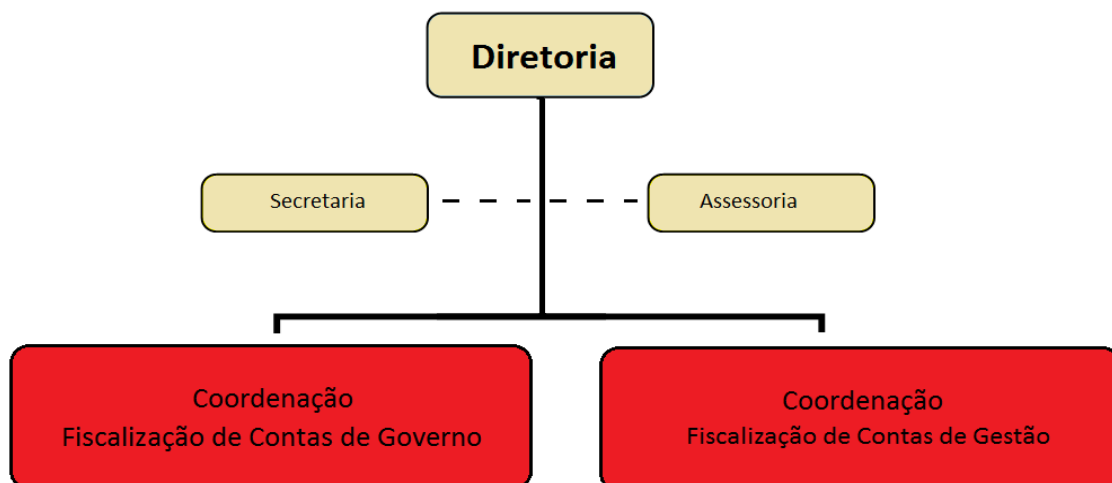 Diretoria
Secretaria
Assessoria
Coordenação
Fiscalização de Contas de Governo
Coordenação
Fiscalização de Contas de Gestão